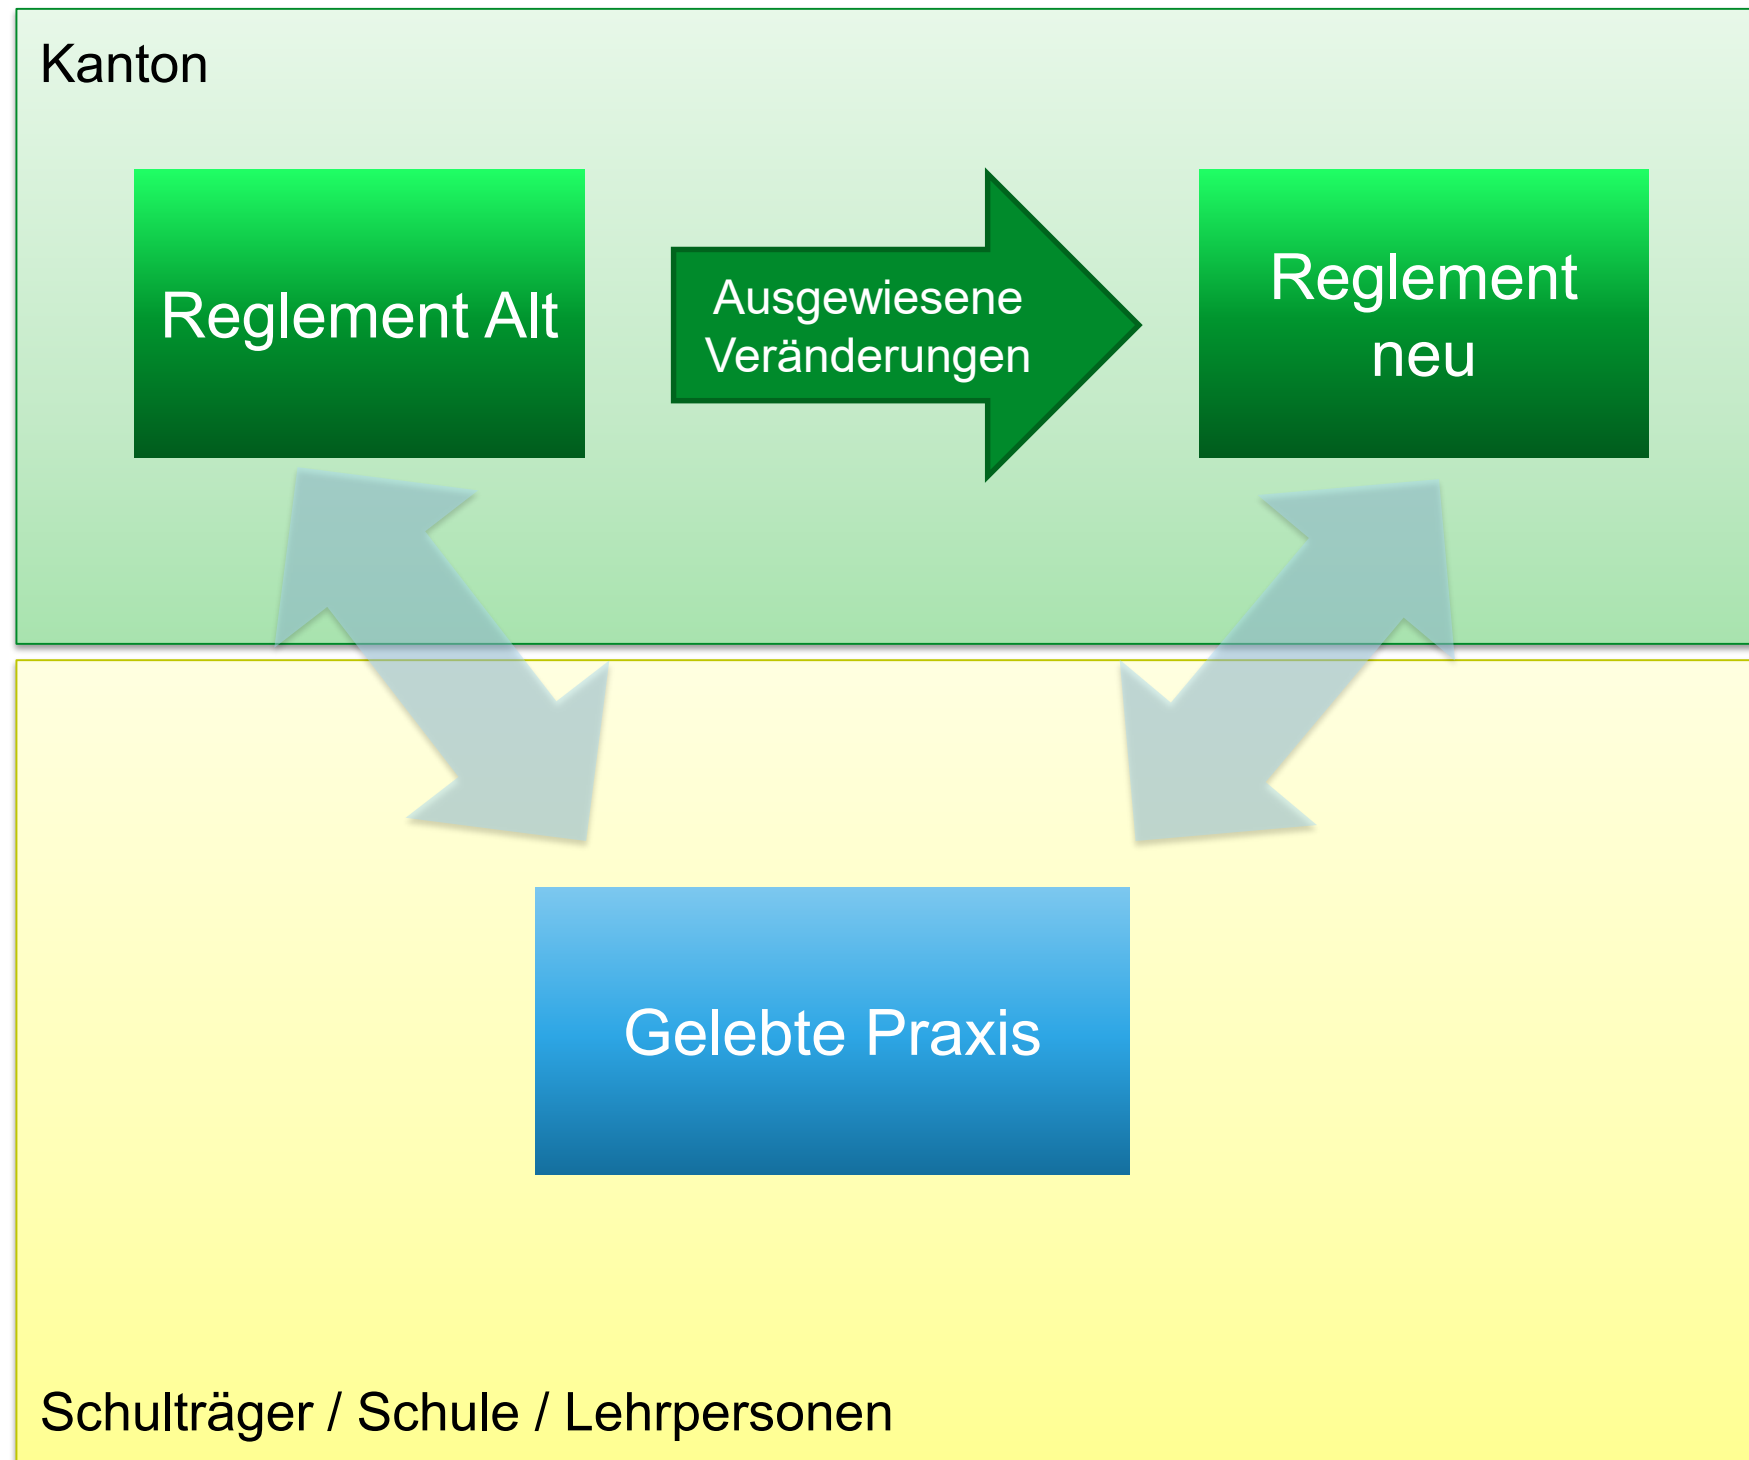 Kanton
Reglement Alt
Ausgewiesene
Veränderungen
Reglement
neu
Gelebte Praxis
Schulträger / Schule / Lehrpersonen